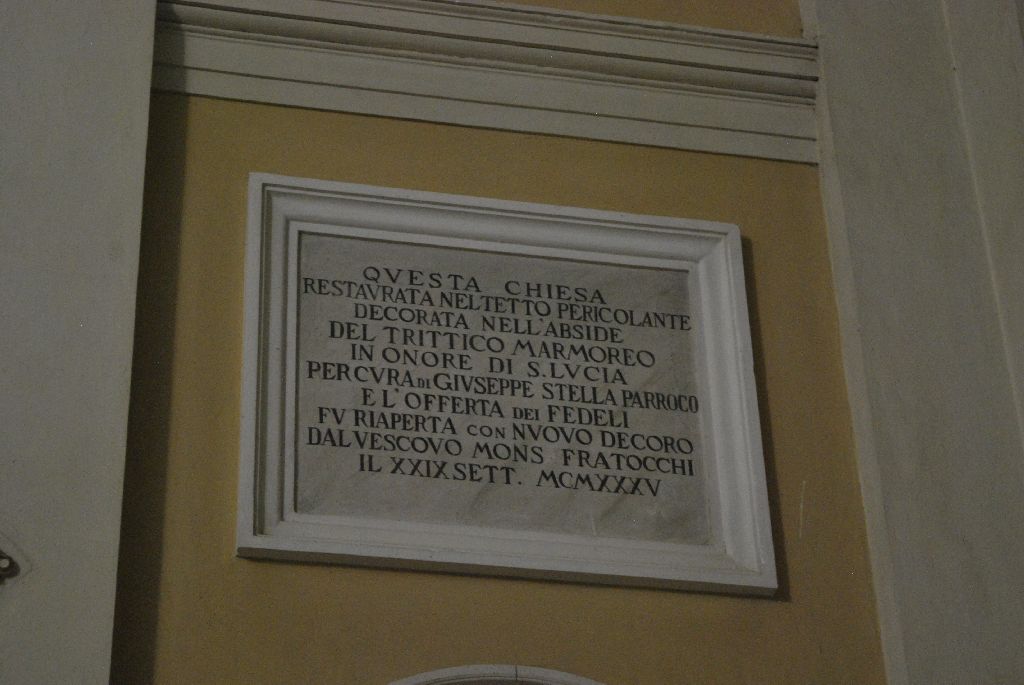 QVESTA CHIESA
RESTAVRATA NEL TETTO PERICOLANTE
DECORATA NELL'ABSIDE
DEL TRITTICO MARMOREO
IN ONORE DI S. LVCIA
PER CVRA DI GIVSEPPE STELLA PARROCO
E L'OFFERTA DEI FEDELI
FV RIAPERTA CON NVOVO DECORO
DAL VESCOVO MONS FRATOCCHI
IL XXIX SETT. MCMXXXV